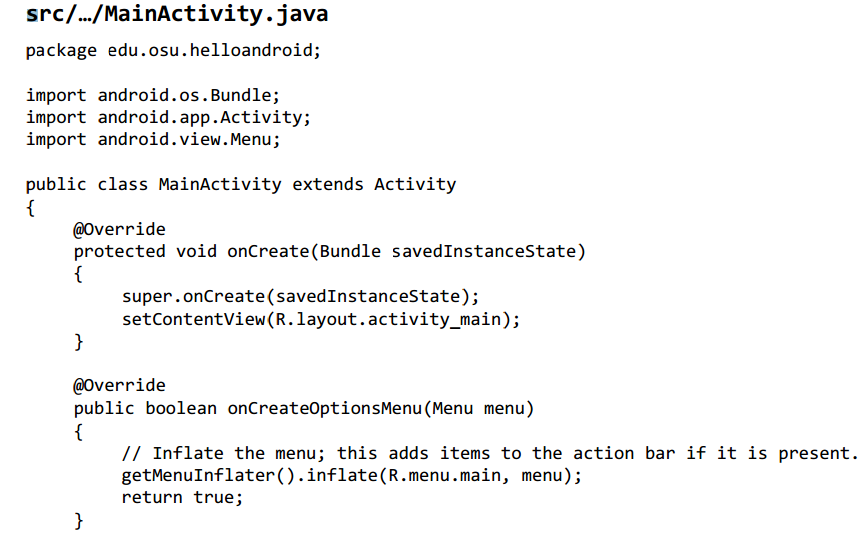 src/…/MainActivity.java
package edu.osu.helloandroid;
import android.os.Bundle;
import android.app.Activity;
import android.view.Menu;
public class MainActivity extends Activity
{
@Override
protected void onCreate(Bundle savedInstanceState)
{
super.onCreate(savedInstanceState);
setContentView(R.layout.activity_main);
}
@Override
public boolean onCreateOptionsMenu(Menu menu)
{
// Inflate the menu; this adds items to the action bar if it is present.
getMenuInflater().inflate(R.menu.main, menu);
return true;
}